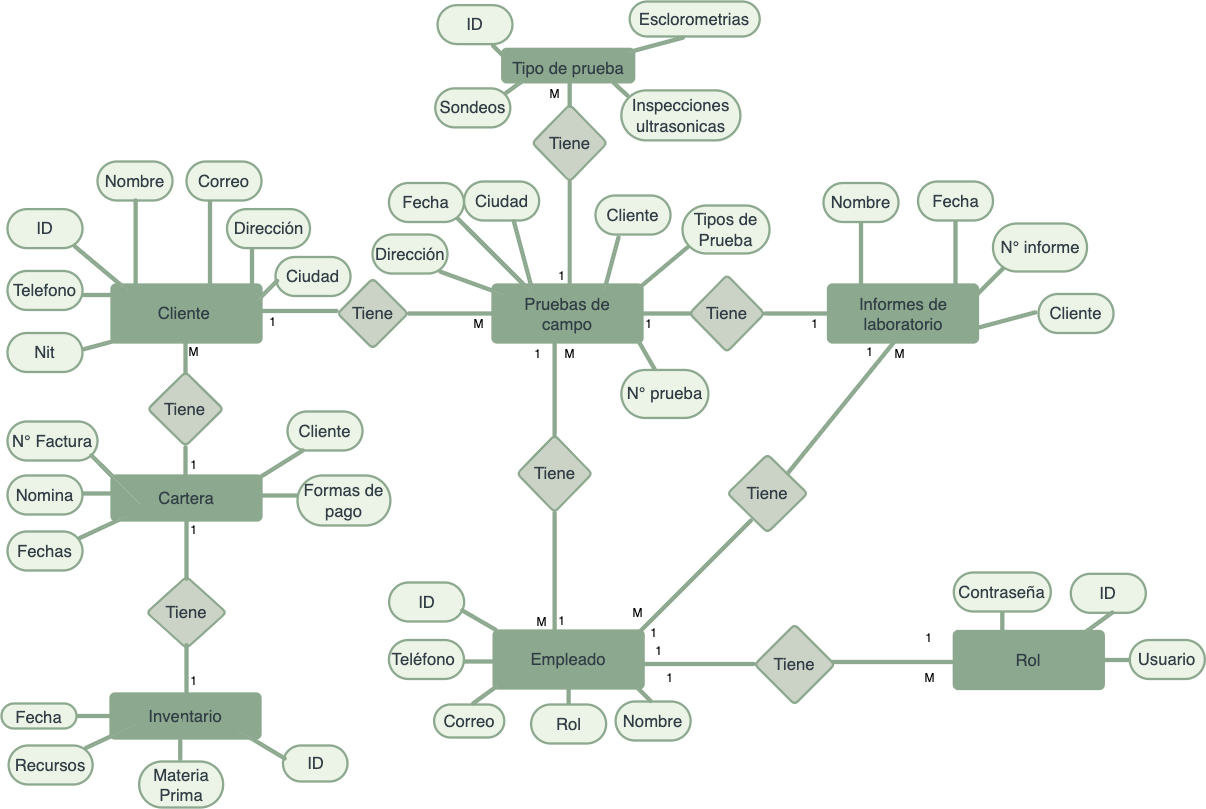 ID
Esclorometrias
Tipo de prueba
M
Sondeos
Inspecciones
ultrasonicas
Tiene
Nombre
Correo
ID
Dirección
Telefono
Ciudad
Nit
Cliente
1
M
Tiene
M
Fecha
Ciudad
Cliente
Tipos de
Prueba
Dirección
1
Pruebas de
campo
1
1
M
N° prueba
Tiene
1
Nombre
Fecha
N° informe
Cliente
Informes de
laboratorio
1
M
Tiene
1
N° Factura
Cliente
Nomina
Cartera
Formas de
pago
Fechas
1
Tiene
1
Fecha
Inventario
Recursos
Materia
Prima
ID
Tiene
Tiene
M
1
M
1
ID
Teléfono
Empleado
Correo
Rol
Nombre
1
1
Tiene
1
M
Contraseña
ID
Rol
Usuario